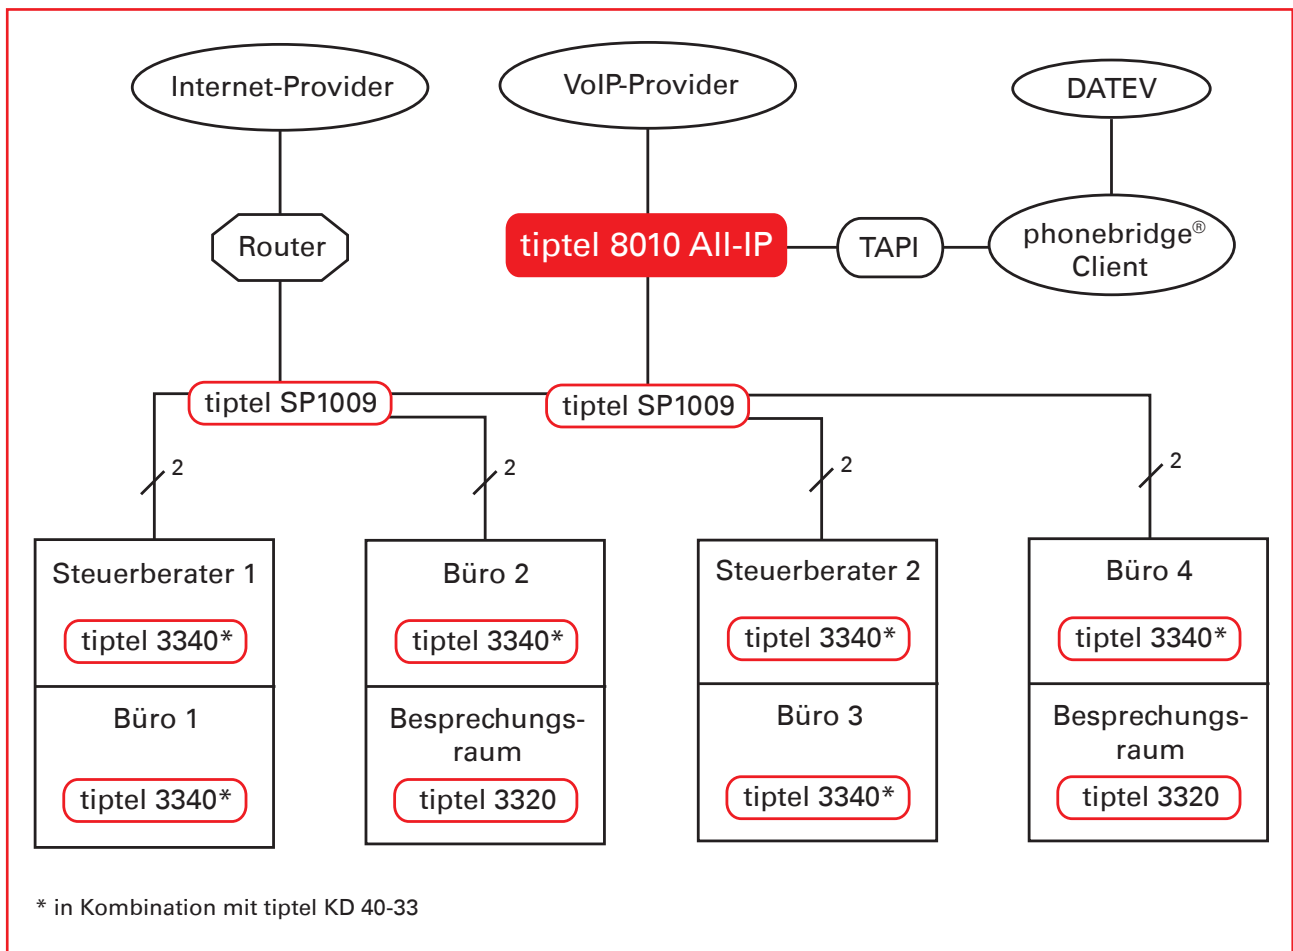 Internet-Provider
VoIP-Provider
DATEV
Router
tiptel 8010 All-IP
TAPI
phonebridge®
Client
tiptel SP1009
tiptel SP1009
2
2
2
2
Steuerberater 1
tiptel 3340*
Büro 1
tiptel 3340*
Büro 2
tiptel 3340*
Besprechungs-
raum
tiptel 3320
Steuerberater 2
tiptel 3340*
Büro 3
tiptel 3340*
Büro 4
tiptel 3340*
Besprechungs-
raum
tiptel 3320
* in Kombination mit tiptel KD 40-33